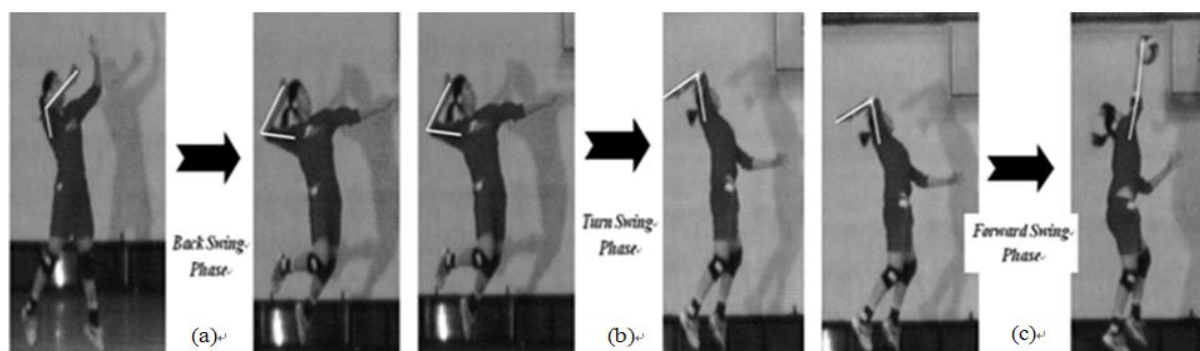 Back Swing
Phase
(a)
Turn Swing
Phase
(b)
Forward Swing
Phase
(c)